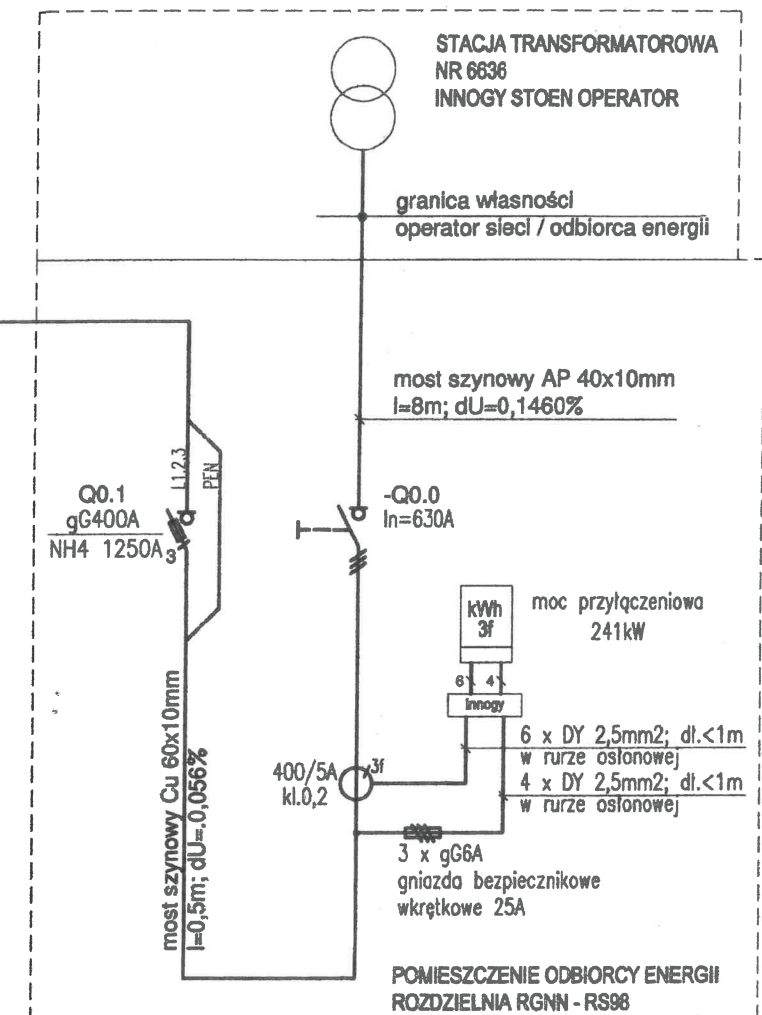 STACJA TRANSFORMATOROWA
NR 6636
INNOGY STOEN OPERATOR
granica własności
operator sieci / odbiorca energii
most szynowy AP 40x10mm
l=8m; dU=0,1460%
L1.2.3
PEN
Q0.1
gG400A
NH4 1250A
3
-Q0.0
In=630A
kWh
3f
moc przyłączeniowa
241kW
6
4
innogy
6 x DY 2,5mm2; dł.<1m
w rurze osłonowej
4 x DY 2,5mm2; dł.<1m
w rurze osłonowej
400/5A
kl.0,2
3f
most szynowy Cu 60x10mm
l=0,5m; dU=.0,056%
3 x gG6A
gniazda bezpiecznikowe
wkrętkowe 25A
POMIESZCZENIE ODBIORCY ENERGII
ROZDZIELNIA RGNN - RS98